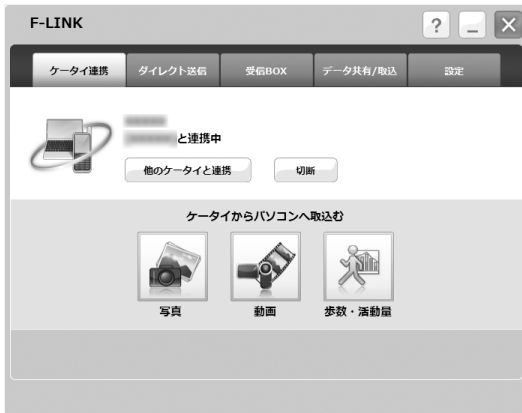 F-LINK
?
ケータイ連携 ダイレクト送信 受信BOX データ共有/取込 設定
と連携中
他のケータイと連携 切断
ケータイからパソコンへ取込む
写真 動画 歩数・活動量